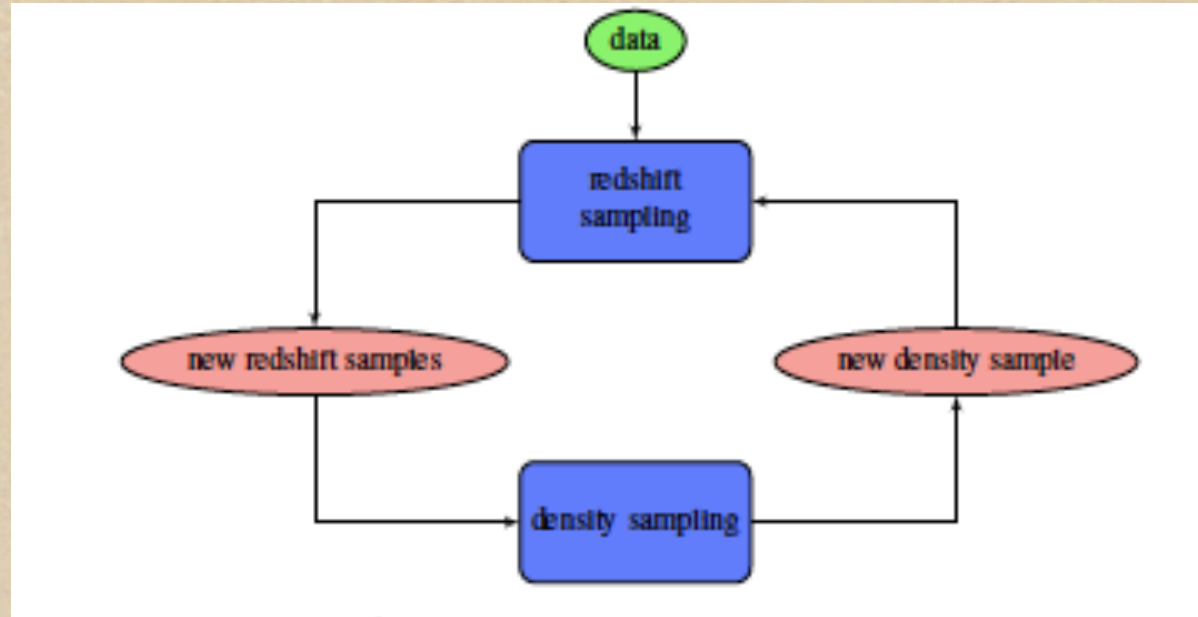 data
redshift
sampling
new redshift samples
new density sample
density sampling